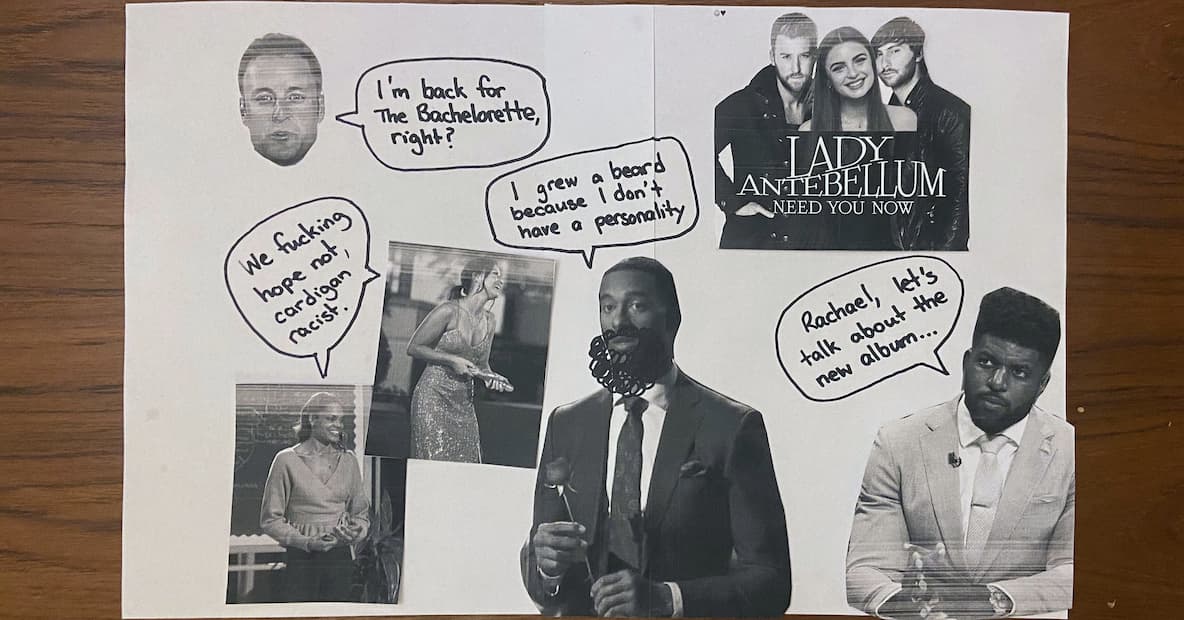 I'm back for
The Bachelorette,
right?
I grew a beard
because I don't
have a personality
LADY
ANTEBELLUM
NEED YOU NOW
We fucking
hope not,
cardigan
racist.
Rachael, let's
talk about the
new album...